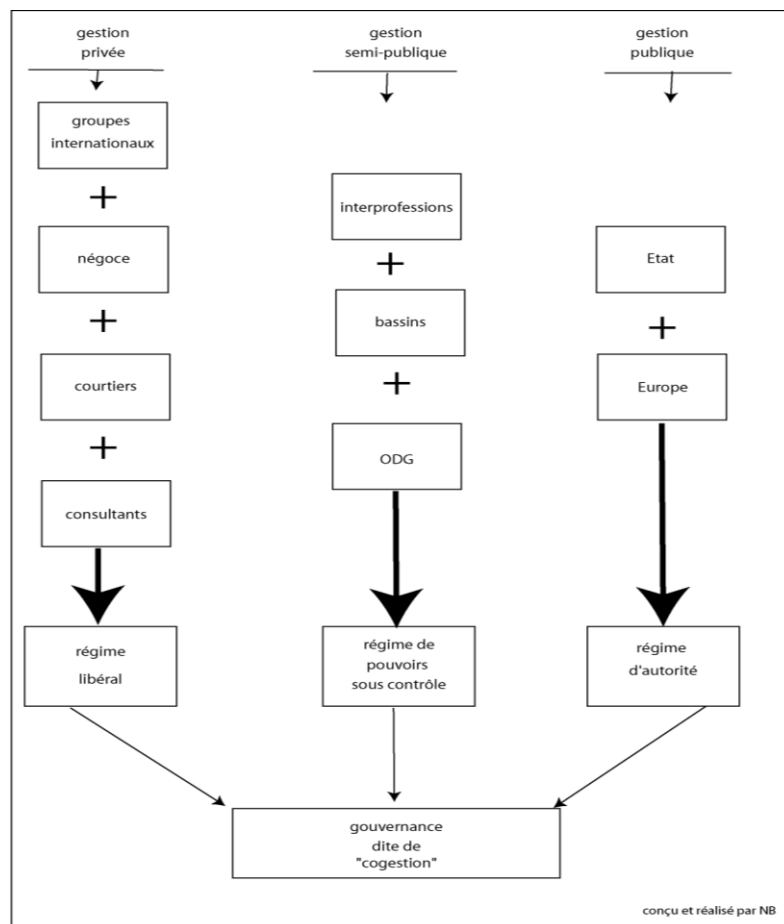 gestion
privée
gestion
semi-publique
gestion
publique
groupes
internationaux
+
négoce
+
courtiers
+
consultants
régime
libéral
interprofessions
+
bassins
+
ODG
régime de
pouvoirs
sous contrôle
Etat
+
Europe
régime
d'autorité
gouvernance
dite de
"cogestion"
conçu et réalisé par NB